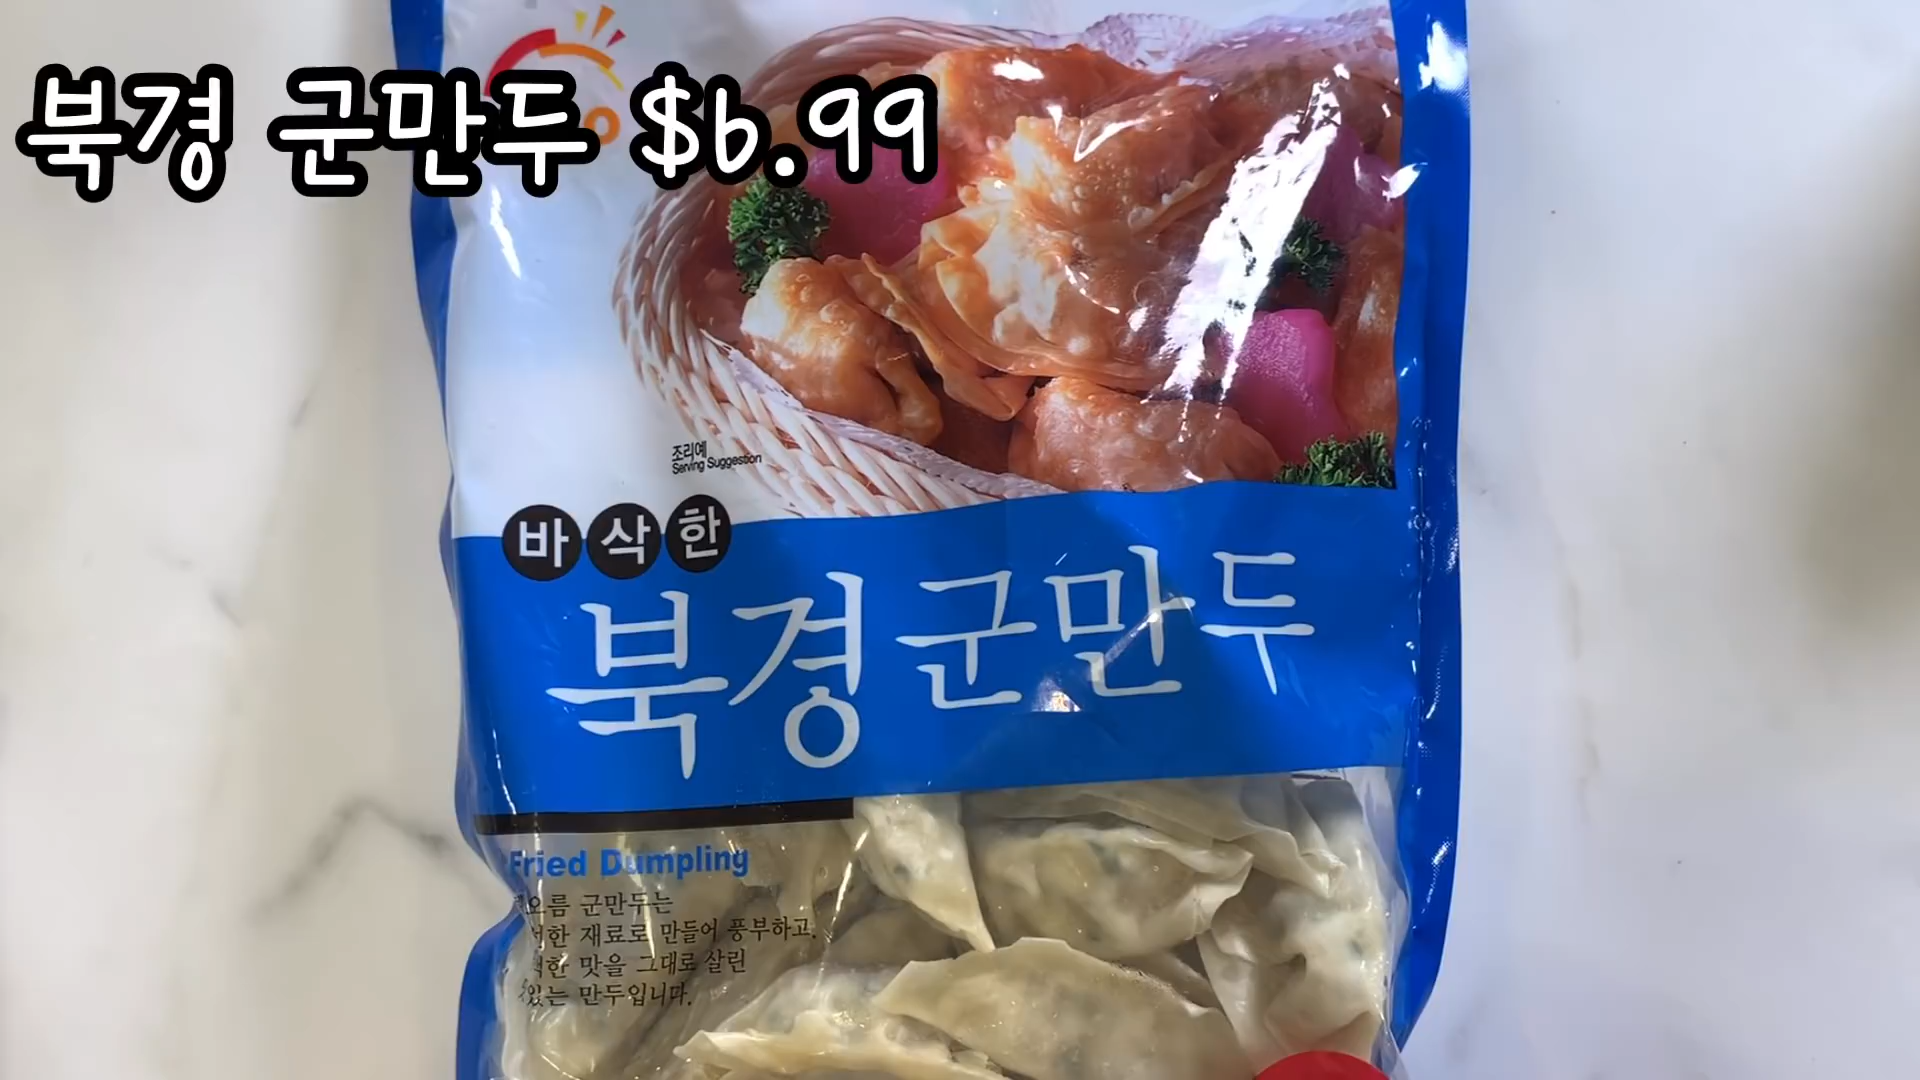 북경 군만두 $6.99
조리예
Serving Suggestion
바삭한
북경군만두
Fried Dumpling
군만두는
재료로 만들어 풍부하고,
맛을 그대로 살린
만두입니다.